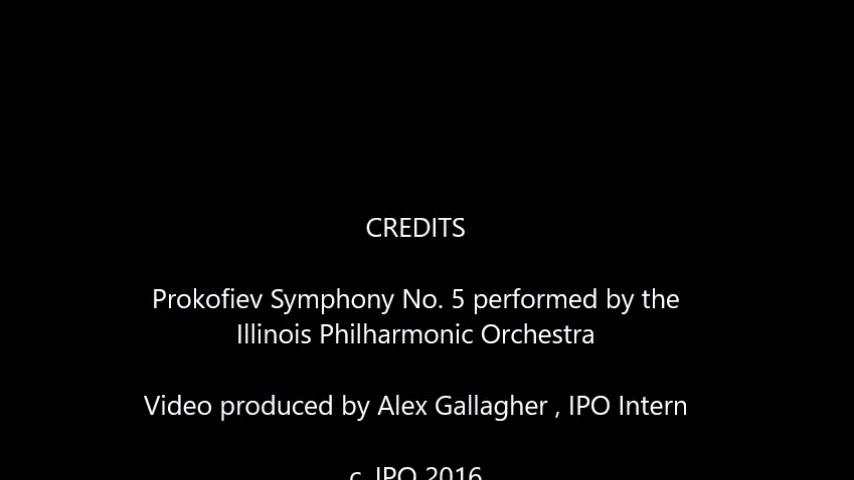 CREDITS
Prokofiev Symphony No. 5 performed by the
Illinois Philharmonic Orchestra
Video produced by Alex Gallagher , IPO Intern
c. IPO 2016